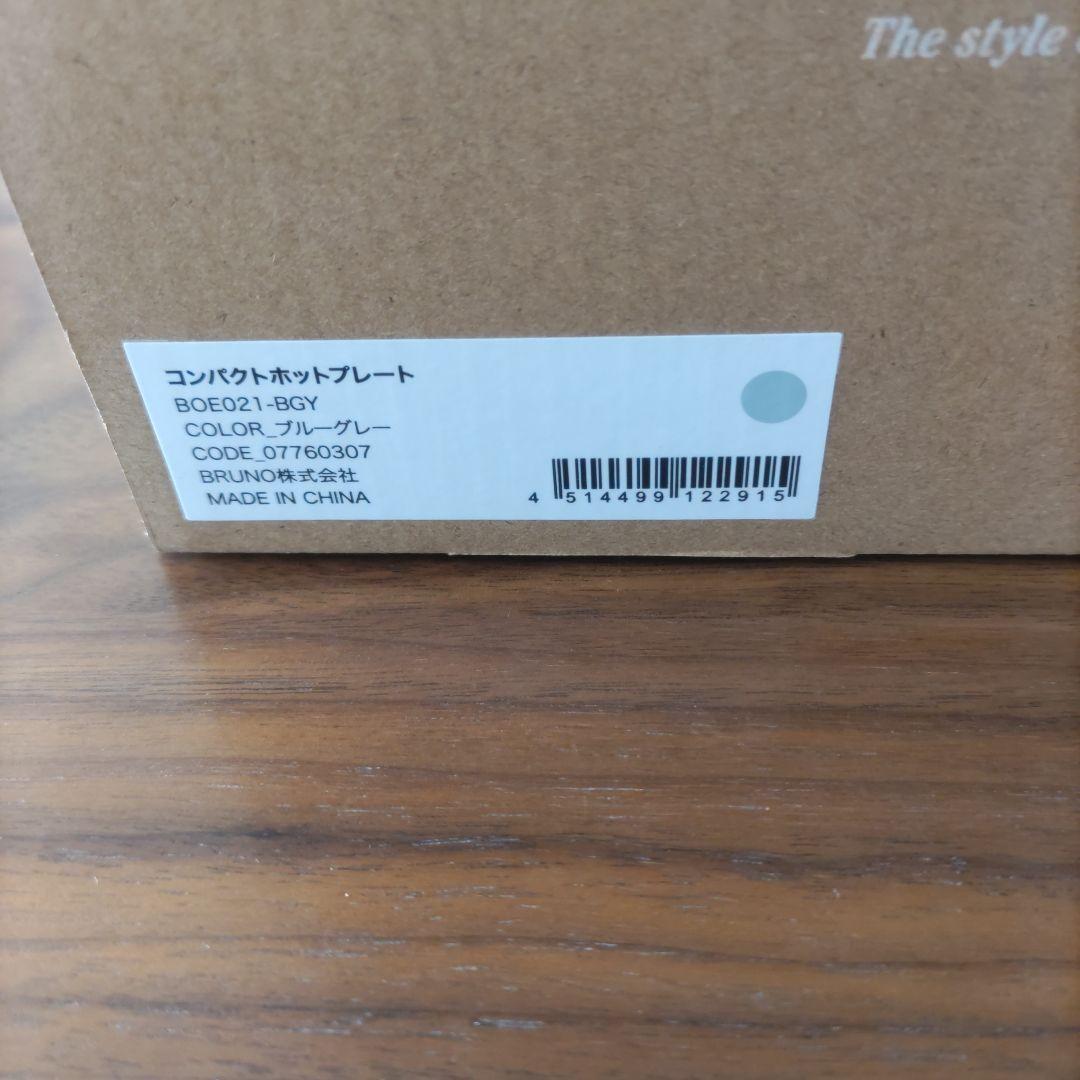 The style
コンパクトホットプレート
BOE021-BGY
COLOR_ブルーグレー
CODE_07760307
BRUNO株式会社
MADE IN CHINA
4 514499 122915